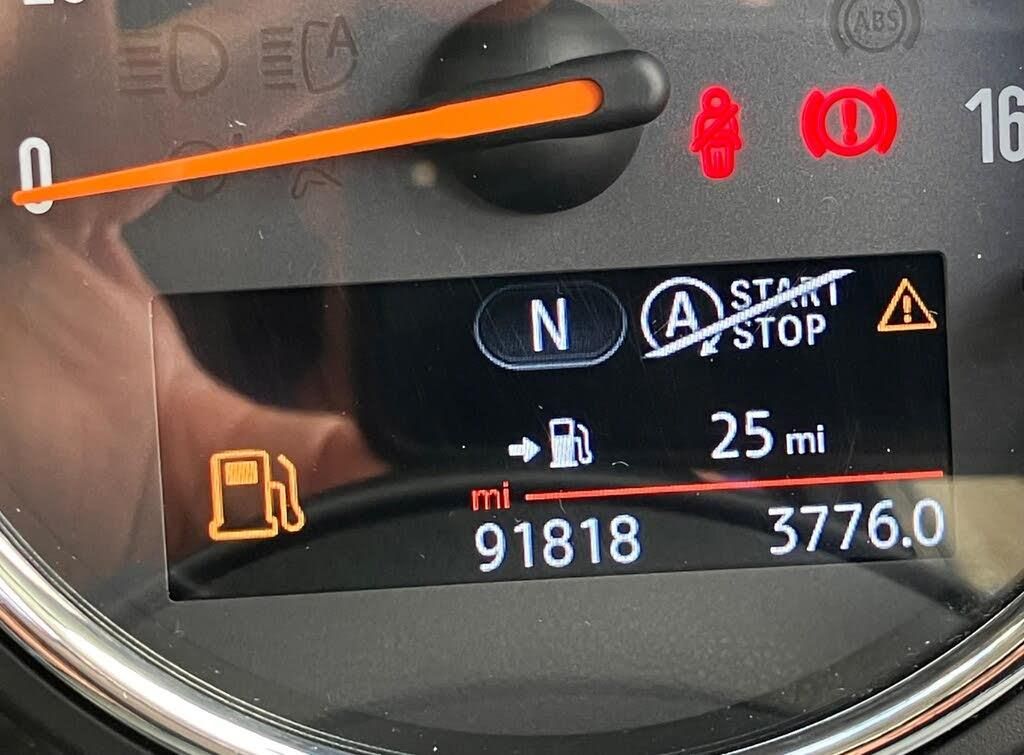 A
ABS
0
16
N
A START
STOP
25 mi
mi
91818 3776.0